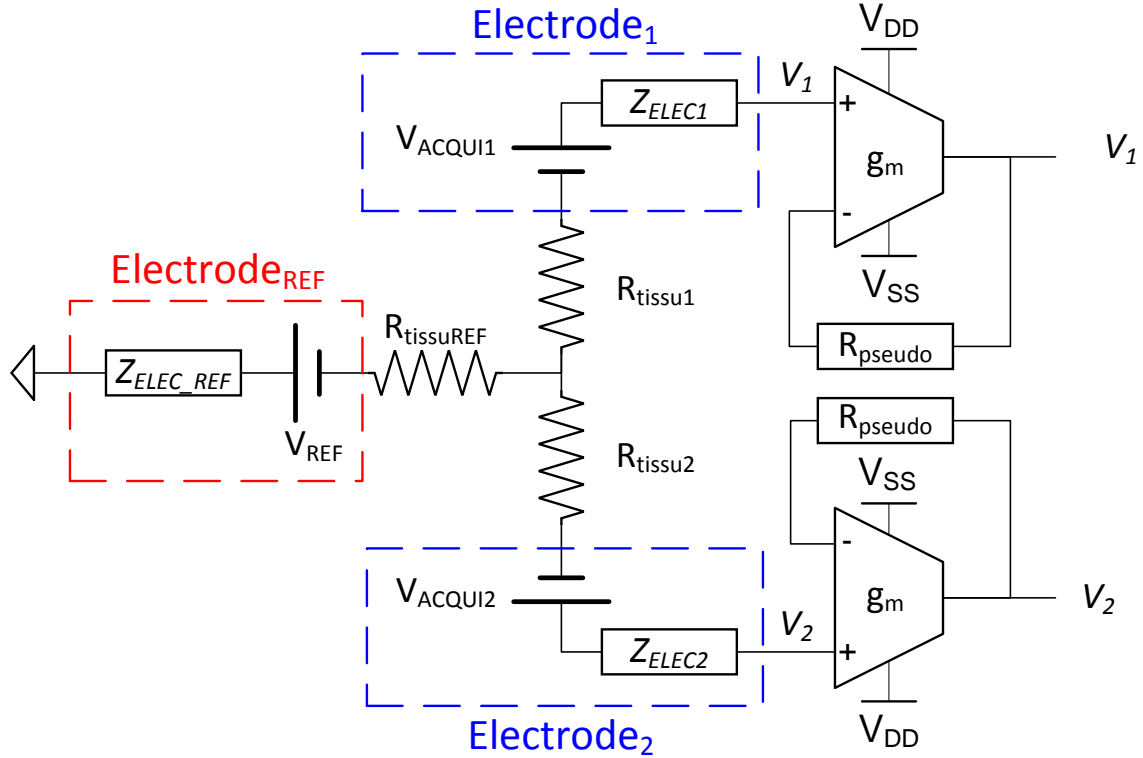 Electrode1
VDD
V1
ZELEC1
+
VACQUI1
gm
V1
-
VSS
ElectrodeREF
Rtissu1
RtissuREF
Rpseudo
ZELEC_REF
Rpseudo
VREF
Rtissu2
VSS
-
VACQUI2
gm
V2
V2
ZELEC2
+
VDD
Electrode2